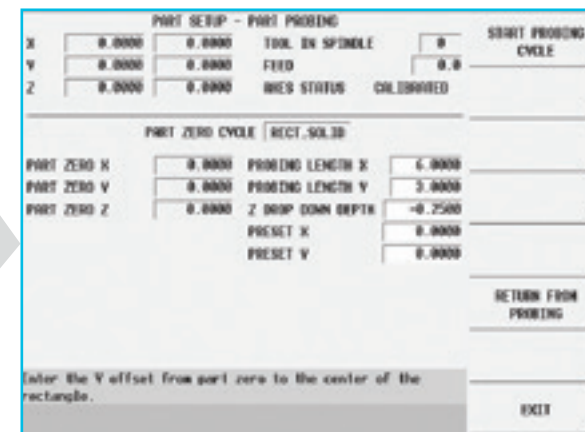 PART SETUP - PART PROBING
X 0.0000 0.0000 TOOL IN SPINDLE 0
Y 0.0000 0.0000 FEED 0.0
Z 0.0000 0.0000 AXES STATUS CALIBRATED
PART ZERO CYCLE RECT.SOLID
PART ZERO X 0.0000 PROBING LENGTH X 6.0000
PART ZERO Y 0.0000 PROBING LENGTH Y 3.0000
PART ZERO Z 0.0000 Z DROP DOWN DEPTH -0.2500
PRESET X 0.0000
PRESET Y 0.0000
Enter the Y offset from part zero to the center of the
rectangle.
START PROBING
CYCLE
RETURN FROM
PROBING
EXIT